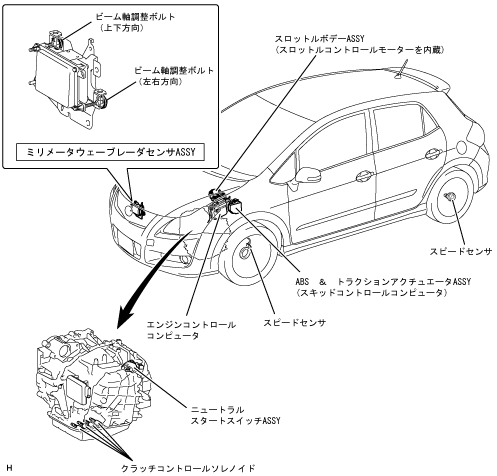 ビーム軸調整ボルト
（上下方向）
ビーム軸調整ボルト
（左右方向）
ミリメータウェーブレーダセンサASSY
スロットルボデーASSY
（スロットルコントロールモーターを内蔵）
スピードセンサ
ABS ＆ トラクションアクチュエータASSY
（スキッドコントロールコンピュータ）
スピードセンサ
エンジンコントロール
コンピュータ
ニュートラル
スタートスイッチASSY
クラッチコントロールソレノイド
H